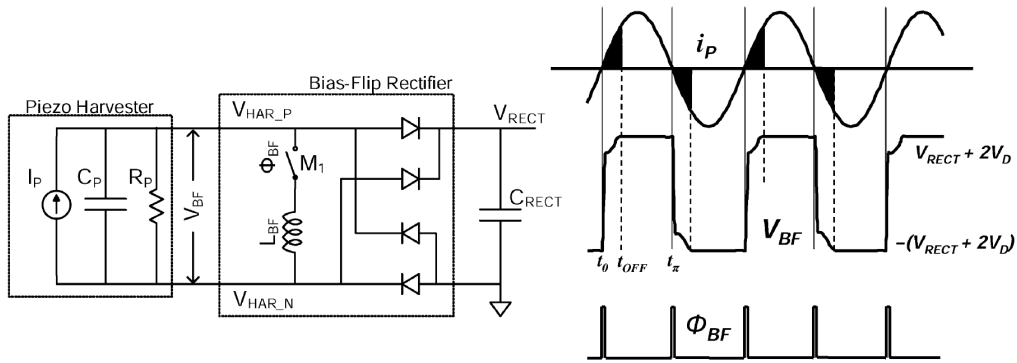 Bias-Flip Rectifier
Piezo Harvester
V_HAR_P
V_RECT
Φ_BF
M_1
I_P
C_P
R_P
V_BF
L_BF
C_RECT
V_HAR_N
i_P
V_RECT + 2V_D
V_BF
−(V_RECT + 2V_D)
t_0
t_OFF
t_π
Φ_BF